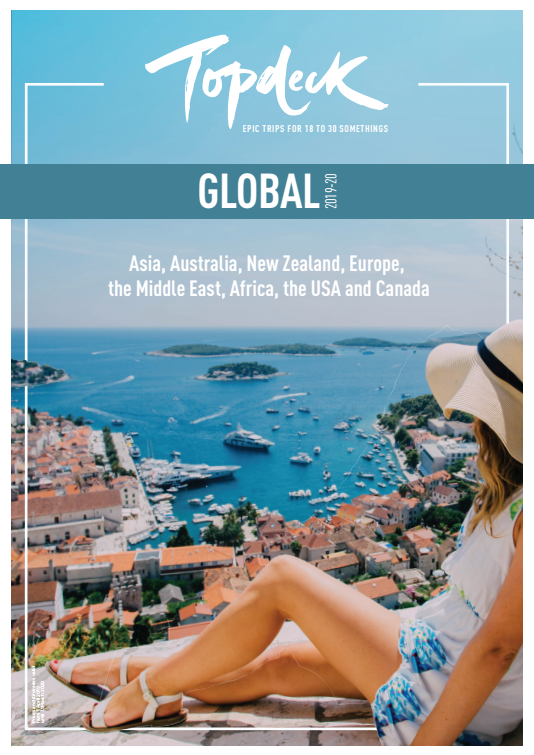 Topdeck
EPIC TRIPS FOR 18 TO 30 SOMETHINGS
GLOBAL 2019-20
Asia, Australia, New Zealand, Europe,
the Middle East, Africa, the USA and Canada